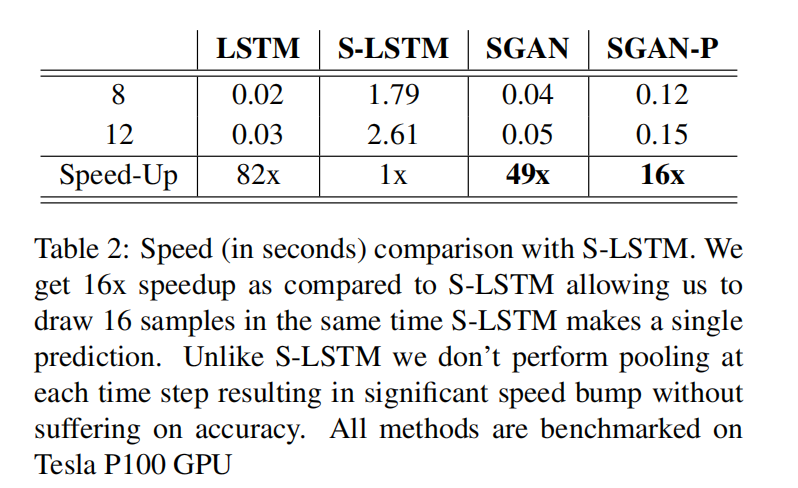 LSTM S-LSTM SGAN SGAN-P
8 0.02 1.79 0.04 0.12
12 0.03 2.61 0.05 0.15
Speed-Up 82x 1x 49x 16x
Table 2: Speed (in seconds) comparison with S-LSTM. We
get 16x speedup as compared to S-LSTM allowing us to
draw 16 samples in the same time S-LSTM makes a single
prediction. Unlike S-LSTM we don't perform pooling at
each time step resulting in significant speed bump without
suffering on accuracy. All methods are benchmarked on
Tesla P100 GPU